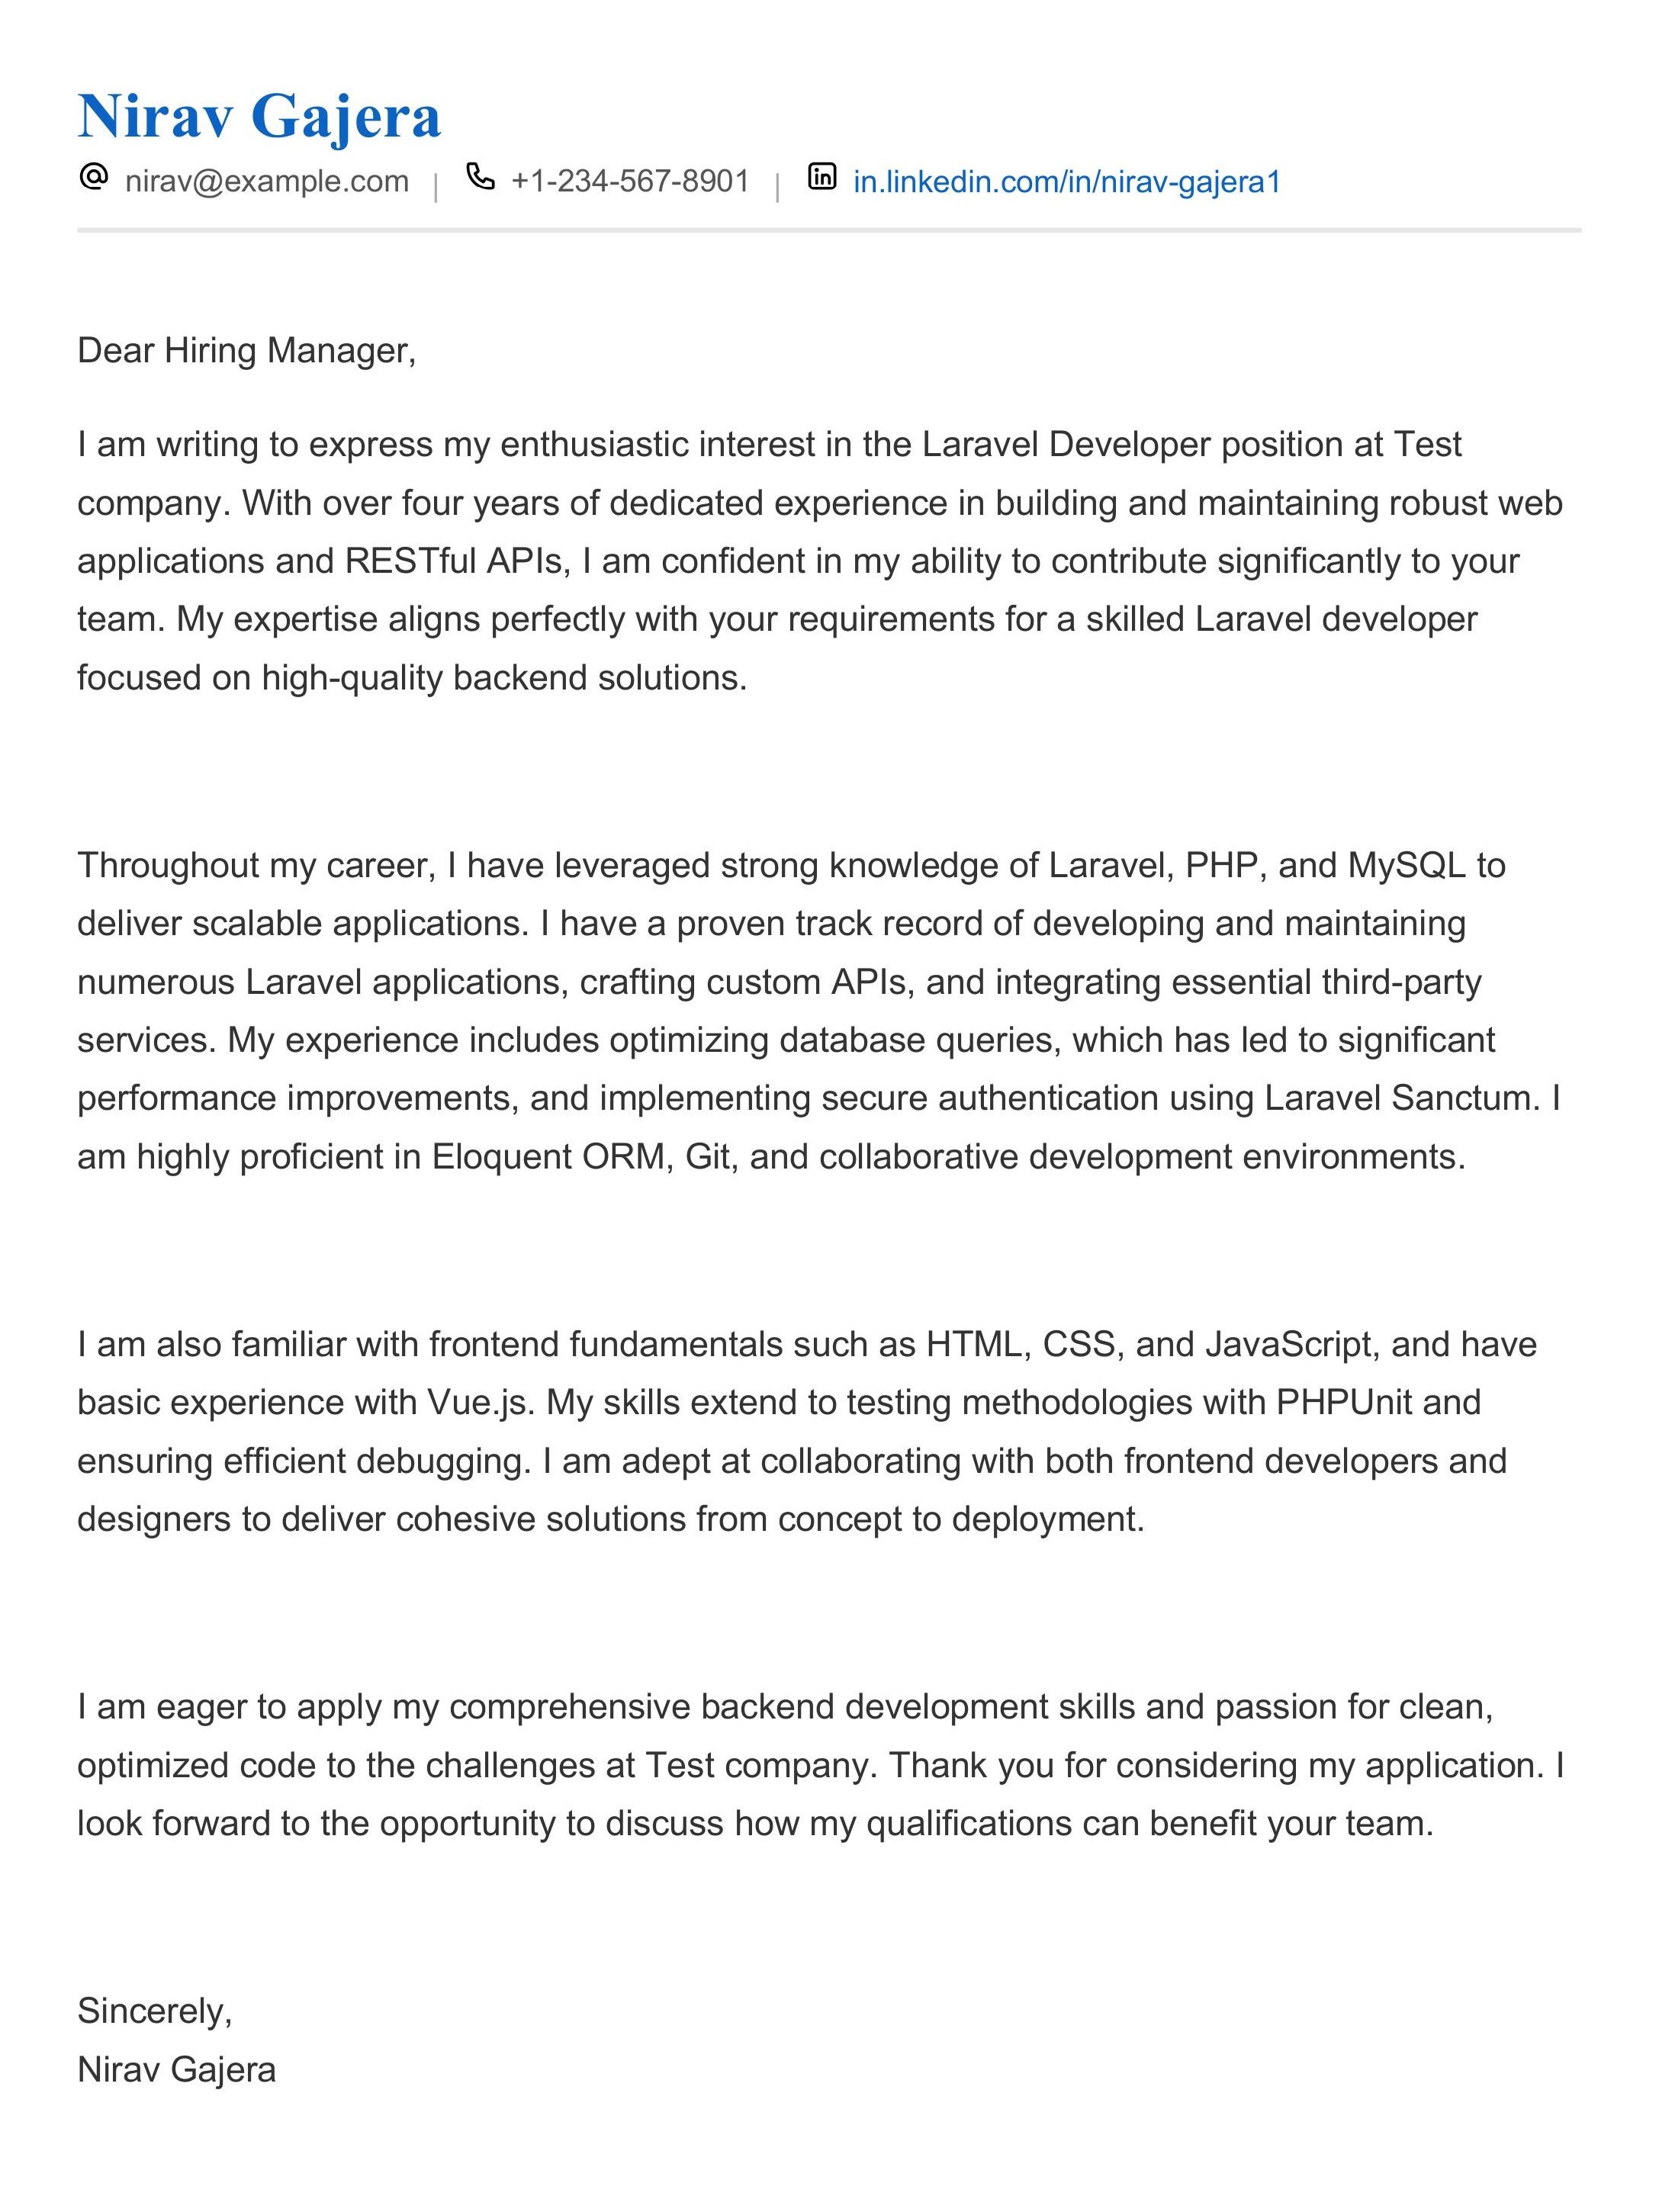 Nirav Gajera
nirav@example.com | +1-234-567-8901 | in.linkedin.com/in/nirav-gajera1
Dear Hiring Manager,
I am writing to express my enthusiastic interest in the Laravel Developer position at Test
company. With over four years of dedicated experience in building and maintaining robust web
applications and RESTful APIs, I am confident in my ability to contribute significantly to your
team. My expertise aligns perfectly with your requirements for a skilled Laravel developer
focused on high-quality backend solutions.
Throughout my career, I have leveraged strong knowledge of Laravel, PHP, and MySQL to
deliver scalable applications. I have a proven track record of developing and maintaining
numerous Laravel applications, crafting custom APIs, and integrating essential third-party
services. My experience includes optimizing database queries, which has led to significant
performance improvements, and implementing secure authentication using Laravel Sanctum. I
am highly proficient in Eloquent ORM, Git, and collaborative development environments.
I am also familiar with frontend fundamentals such as HTML, CSS, and JavaScript, and have
basic experience with Vue.js. My skills extend to testing methodologies with PHPUnit and
ensuring efficient debugging. I am adept at collaborating with both frontend developers and
designers to deliver cohesive solutions from concept to deployment.
I am eager to apply my comprehensive backend development skills and passion for clean,
optimized code to the challenges at Test company. Thank you for considering my application. I
look forward to the opportunity to discuss how my qualifications can benefit your team.
Sincerely,
Nirav Gajera